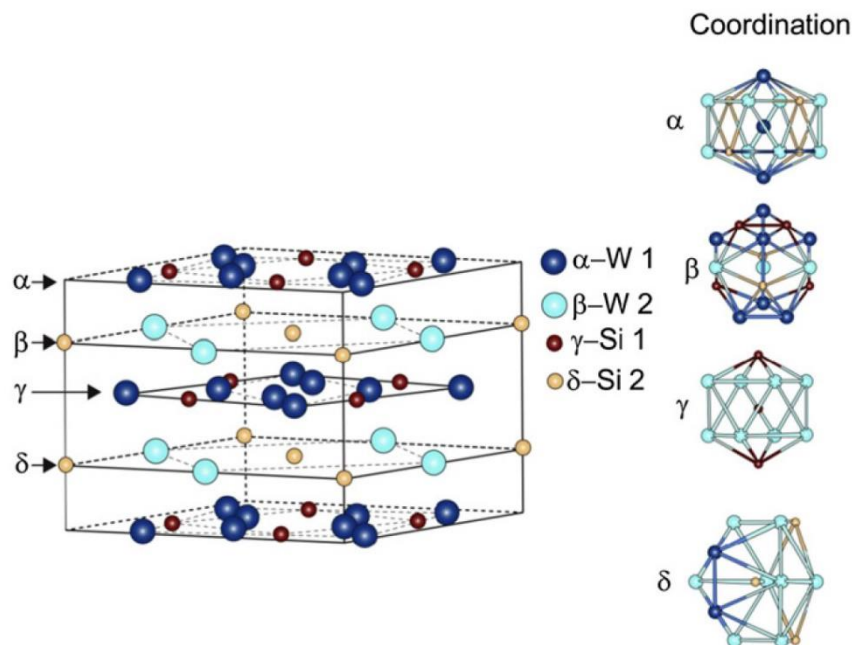 Coordination
α
β
γ
δ
α
β
γ
δ
α–W 1
β–W 2
γ–Si 1
δ–Si 2